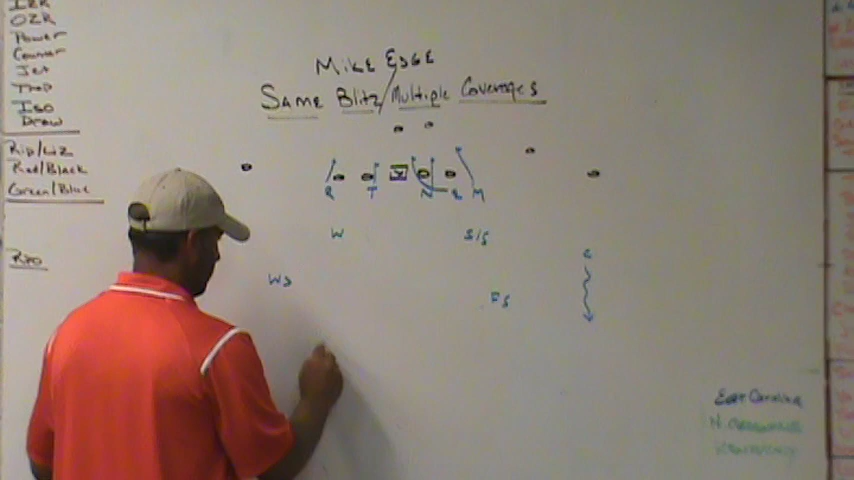 IZR
OZR
Power
Counter
Jet
Trap
ISO
Draw
Rip/Liz
Red/Black
Green/Blue
RPO
Mike Edge
Same Blitz/Multiple Coverages
R T N R M
W S/S
C
WS
FS
East Carolina